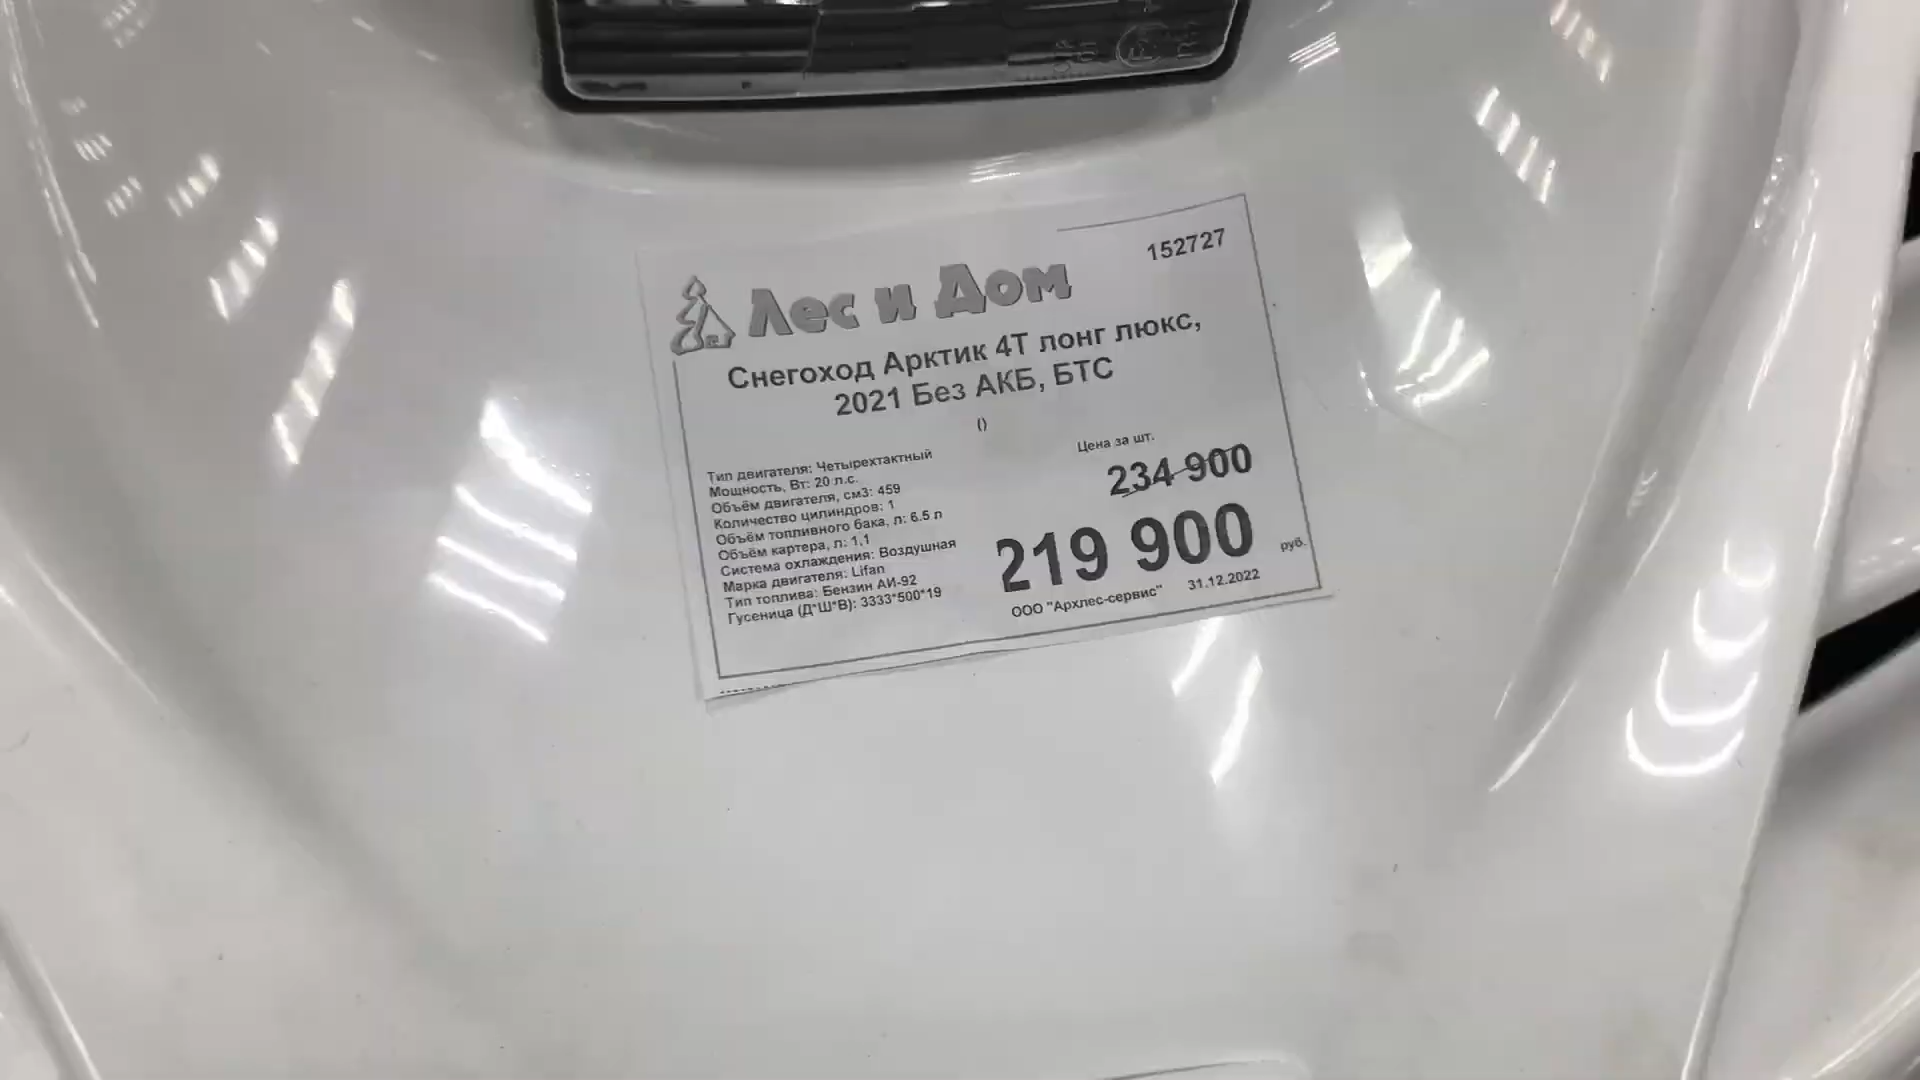 152727
Лес и Дом
Снегоход Арктик 4Т лонг люкс,
2021 Без АКБ, БТС
()
Тип двигателя: Четырехтактный
Мощность, Вт: 20 л.с.
Объём двигателя, см3: 459
Количество цилиндров: 1
Объём топливного бака, л: 6.5 л
Объём картера, л: 1,1
Система охлаждения: Воздушная
Марка двигателя: Lifan
Тип топлива: Бензин АИ-92
Гусеница (Д*Ш*В): 3333*500*19
Цена за шт.
234 900
219 900 руб.
ООО "Архлес-сервис" 31.12.2022